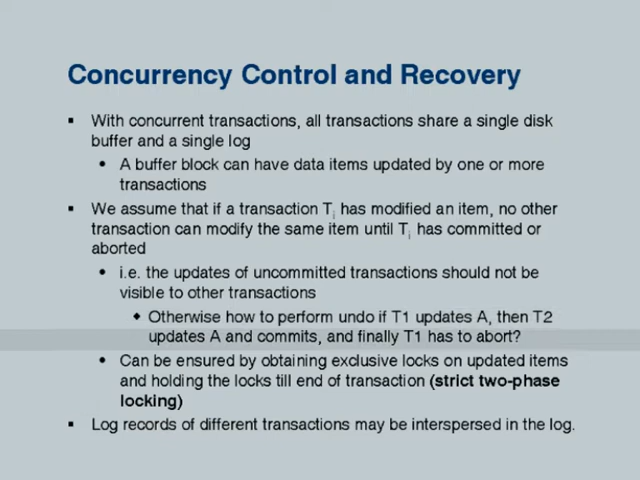 Concurrency Control and Recovery
▪ With concurrent transactions, all transactions share a single disk
buffer and a single log
• A buffer block can have data items updated by one or more
transactions
▪ We assume that if a transaction Ti has modified an item, no other
transaction can modify the same item until Ti has committed or
aborted
• i.e. the updates of uncommitted transactions should not be
visible to other transactions
◆ Otherwise how to perform undo if T1 updates A, then T2
updates A and commits, and finally T1 has to abort?
• Can be ensured by obtaining exclusive locks on updated items
and holding the locks till end of transaction (strict two-phase
locking)
▪ Log records of different transactions may be interspersed in the log.